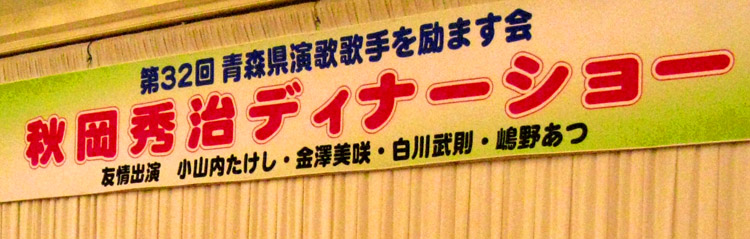 第32回 青森県演歌歌手を励ます会
秋岡秀治ディナーショー
友情出演 小山内たけし・金澤美咲・白川武則・嶋野あつ